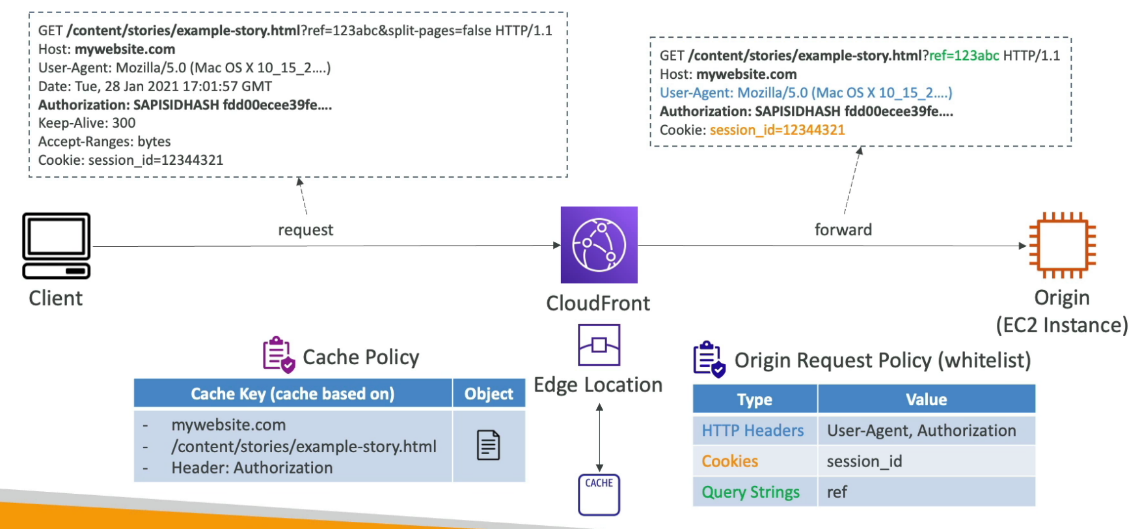 GET /content/stories/example-story.html?ref=123abc&split-pages=false HTTP/1.1
Host: mywebsite.com
User-Agent: Mozilla/5.0 (Mac OS X 10_15_2….)
Date: Tue, 28 Jan 2021 17:01:57 GMT
Authorization: SAPISIDHASH fdd00ecee39fe….
Keep-Alive: 300
Accept-Ranges: bytes
Cookie: session_id=12344321
GET /content/stories/example-story.html?ref=123abc HTTP/1.1
Host: mywebsite.com
User-Agent: Mozilla/5.0 (Mac OS X 10_15_2….)
Authorization: SAPISIDHASH fdd00ecee39fe….
Cookie: session_id=12344321
request
forward
Client
CloudFront
Origin
(EC2 Instance)
Cache Policy
Cache Key (cache based on) Object
- mywebsite.com
- /content/stories/example-story.html
- Header: Authorization
Edge Location
CACHE
Origin Request Policy (whitelist)
Type Value
HTTP Headers User-Agent, Authorization
Cookies session_id
Query Strings ref